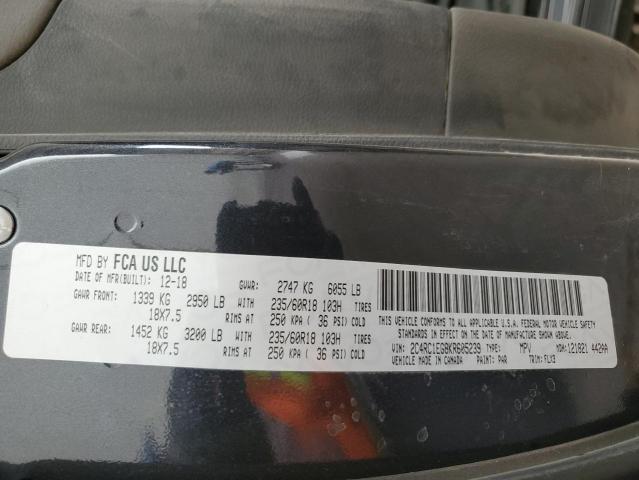 MFD BY FCA US LLC
DATE OF MFR(BUILT): 12-18 GVWR: 2747 KG 6055 LB
GAWR FRONT: 1339 KG 2950 LB WITH 235/60R18 103H TIRES
18X7.5 RIMS AT 250 KPA ( 36 PSI) COLD
GAWR REAR: 1452 KG 3200 LB WITH 235/60R18 103H TIRES
18X7.5 RIMS AT 250 KPA ( 36 PSI) COLD
THIS VEHICLE CONFORMS TO ALL APPLICABLE U.S.A. FEDERAL MOTOR VEHICLE SAFETY
STANDARDS IN EFFECT ON THE DATE OF MANUFACTURE SHOWN ABOVE.
VIN: 2C4RC1EG8KR605239 TYPE: MPV MDH:121821 442AA
VEHICLE MADE IN CANADA PAINT: PAR TRIM: FLX3